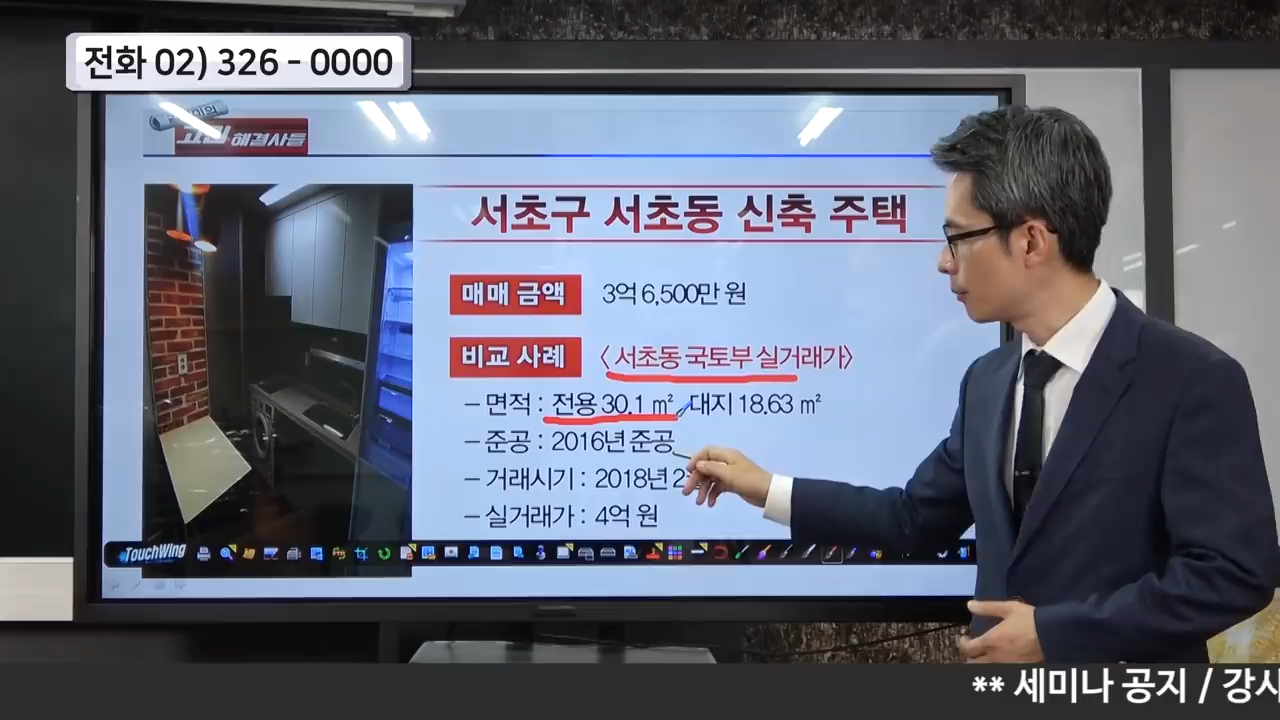 전화 02) 326 - 0000
해결사들
서초구 서초동 신축 주택
매매 금액 3억 6,500만 원
비교 사례 〈서초동 국토부 실거래가〉
– 면적 : 전용 30.1 ㎡ 대지 18.63 ㎡
– 준공 : 2016년 준공
– 거래시기 : 2018년 2
– 실거래가 : 4억 원
TouchWing
** 세미나 공지 / 강사